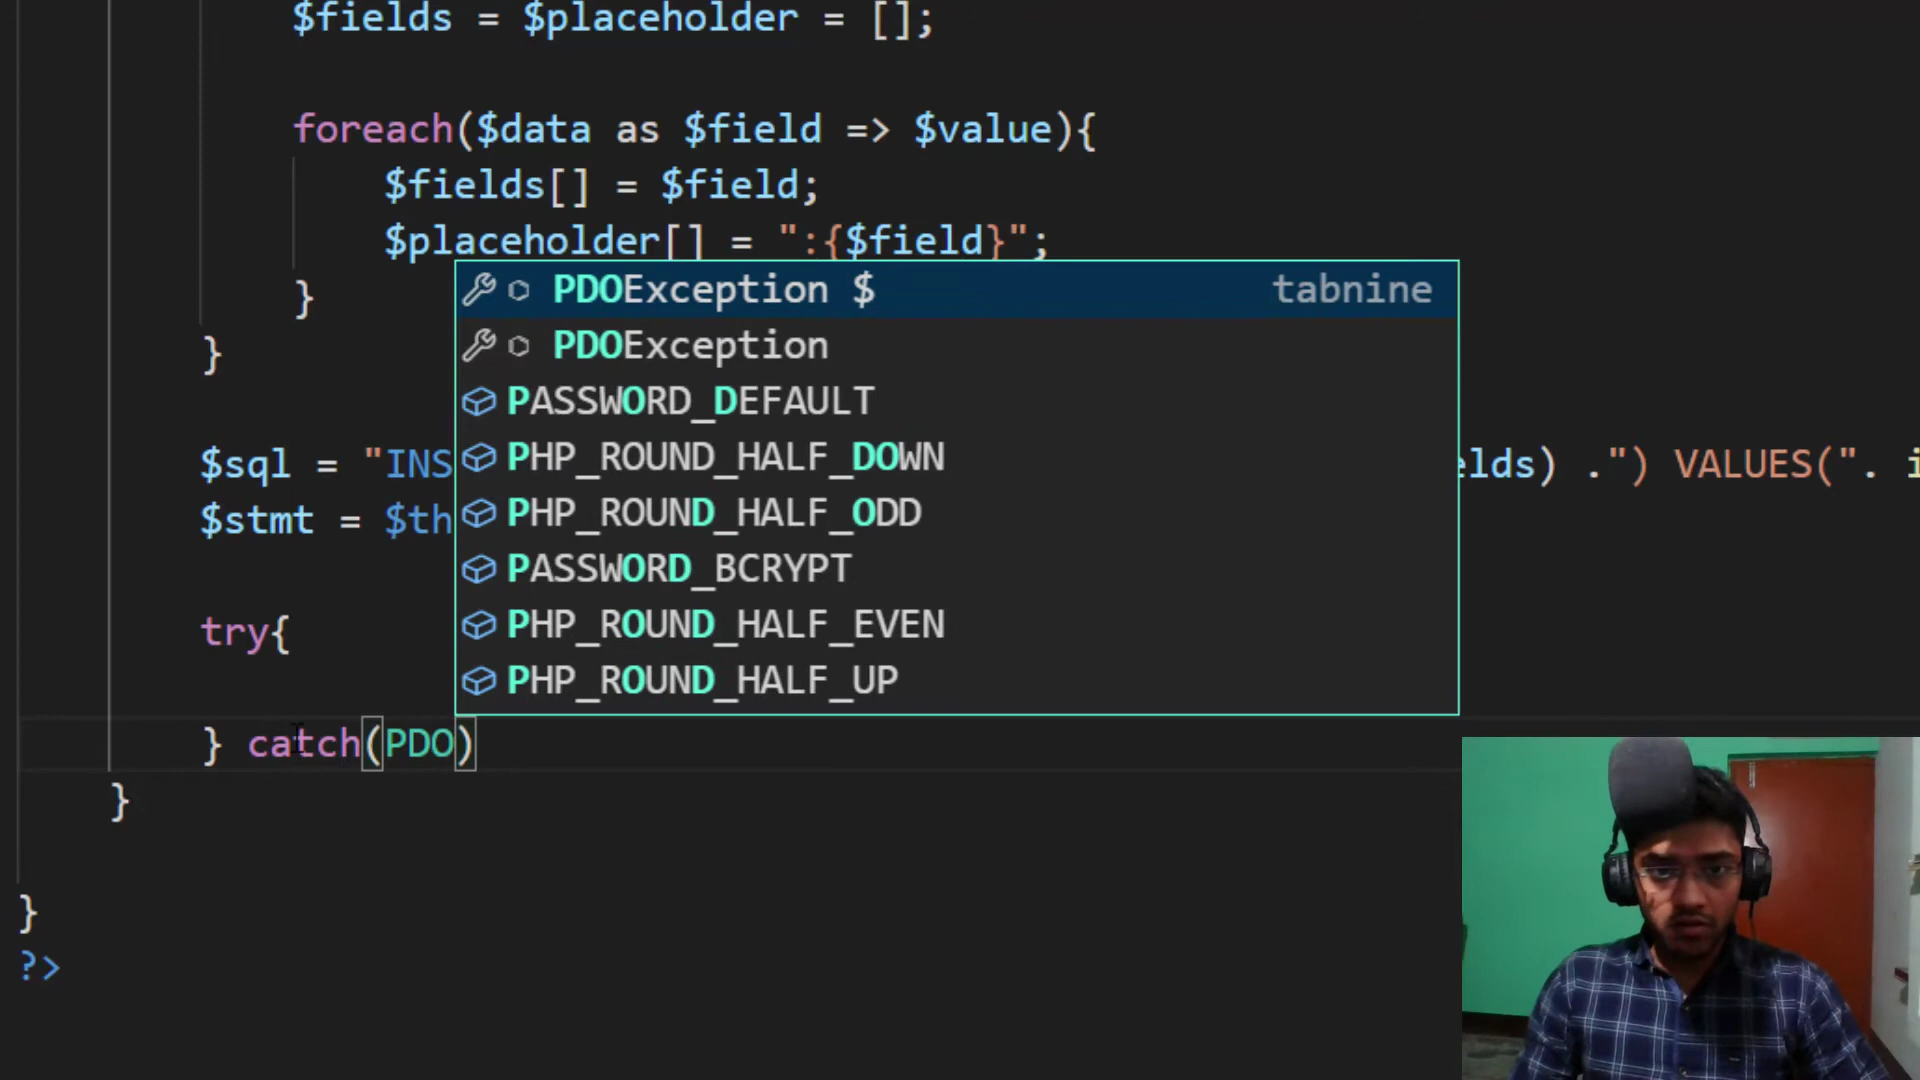 $fields = $placeholder = [];
foreach($data as $field => $value){
$fields[] = $field;
$placeholder[] = ":{$field}";
}
PDOException $ tabnine
PDOException
}
PASSWORD_DEFAULT
PHP_ROUND_HALF_DOWN
$sql = "INS elds) .") VALUES(". i
PHP_ROUND_HALF_ODD
$stmt = $th
PASSWORD_BCRYPT
PHP_ROUND_HALF_EVEN
try{
PHP_ROUND_HALF_UP
} catch(PDO)
}
}
?>